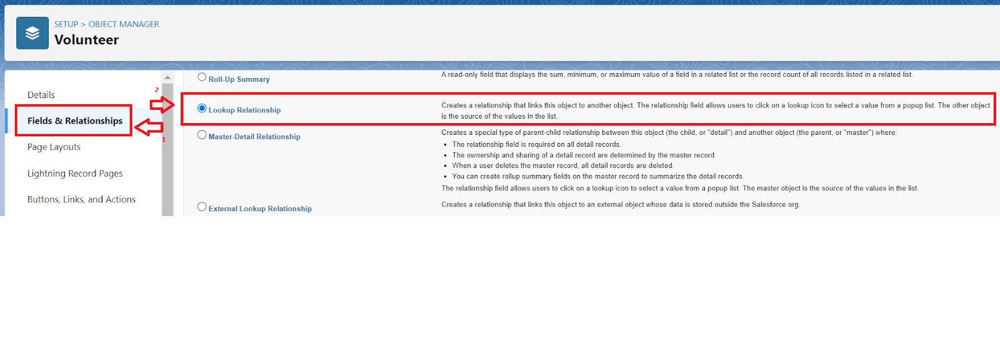 SETUP > OBJECT MANAGER
Volunteer
Details
Fields & Relationships
Page Layouts
Lightning Record Pages
Buttons, Links, and Actions
2
1
Roll-Up Summary
A read-only field that displays the sum, minimum, or maximum value of a field in a related list or the record count of all records listed in a related list.
Lookup Relationship
Creates a relationship that links this object to another object. The relationship field allows users to click on a lookup icon to select a value from a popup list. The other object
is the source of the values in the list.
Master-Detail Relationship
Creates a special type of parent-child relationship between this object (the child, or "detail") and another object (the parent, or "master") where:
• The relationship field is required on all detail records.
• The ownership and sharing of a detail record are determined by the master record.
• When a user deletes the master record, all detail records are deleted.
• You can create rollup summary fields on the master record to summarize the detail records.
The relationship field allows users to click on a lookup icon to select a value from a popup list. The master object is the source of the values in the list.
External Lookup Relationship
Creates a relationship that links this object to an external object whose data is stored outside the Salesforce org.